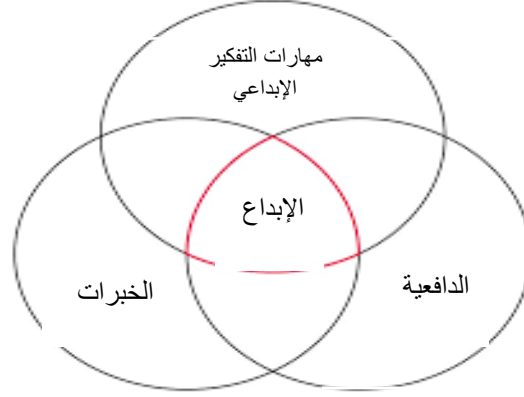 مهارات التفكير
الإبداعي
الإبداع
الدافعية
الخبرات